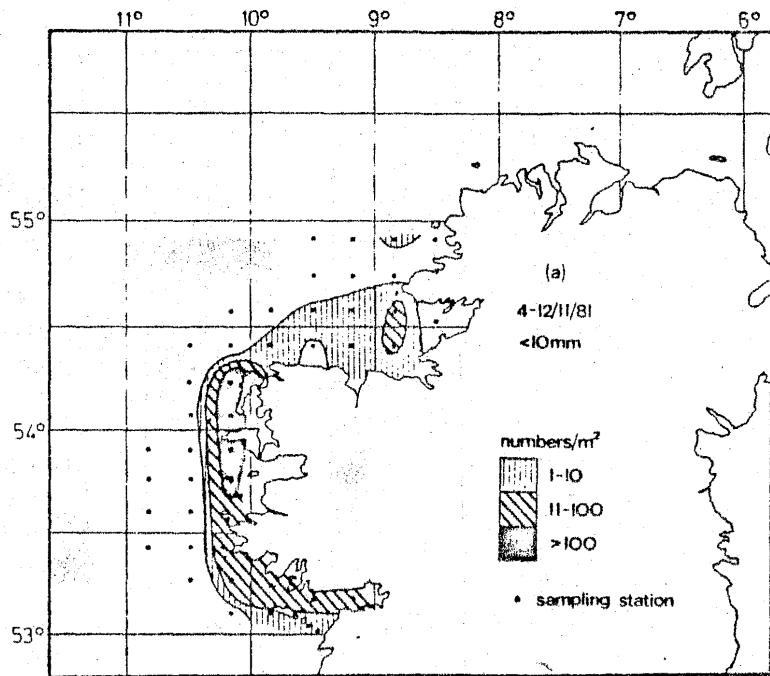 11° 10° 9° 8° 7° 6°
55°
(a)
4-12/11/81
<10mm
54°
numbers/m²
1-10
11-100
>100
• sampling station
53°